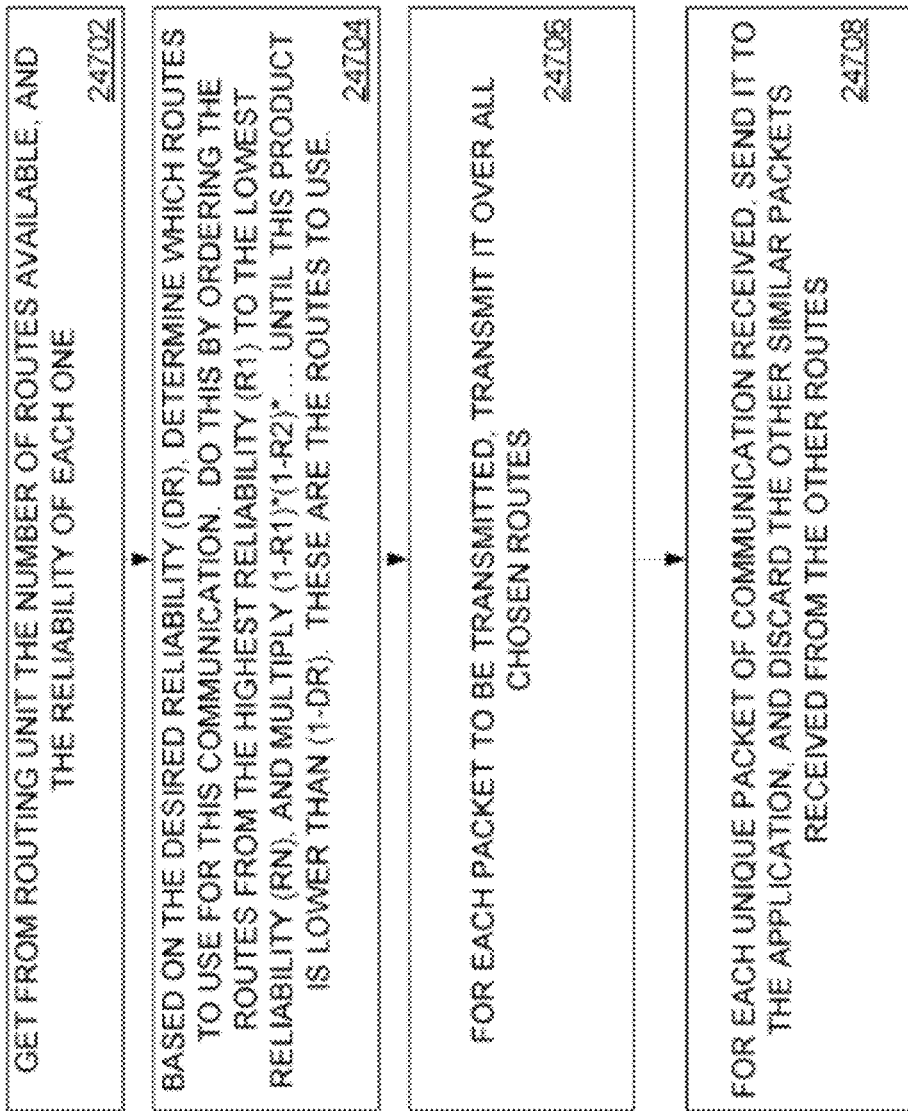 GET FROM ROUTING UNIT THE NUMBER OF ROUTES AVAILABLE, AND
THE RELIABILITY OF EACH ONE
24702
BASED ON THE DESIRED RELIABILITY (DR), DETERMINE WHICH ROUTES
TO USE FOR THIS COMMUNICATION. DO THIS BY ORDERING THE
ROUTES FROM THE HIGHEST RELIABILITY (R1) TO THE LOWEST
RELIABILITY (RN), AND MULTIPLY (1-R1)*(1-R2)*.... UNTIL THIS PRODUCT
IS LOWER THAN (1-DR). THESE ARE THE ROUTES TO USE.
24704
FOR EACH PACKET TO BE TRANSMITTED, TRANSMIT IT OVER ALL
CHOSEN ROUTES
24706
FOR EACH UNIQUE PACKET OF COMMUNICATION RECEIVED, SEND IT TO
THE APPLICATION, AND DISCARD THE OTHER SIMILAR PACKETS
RECEIVED FROM THE OTHER ROUTES
24708